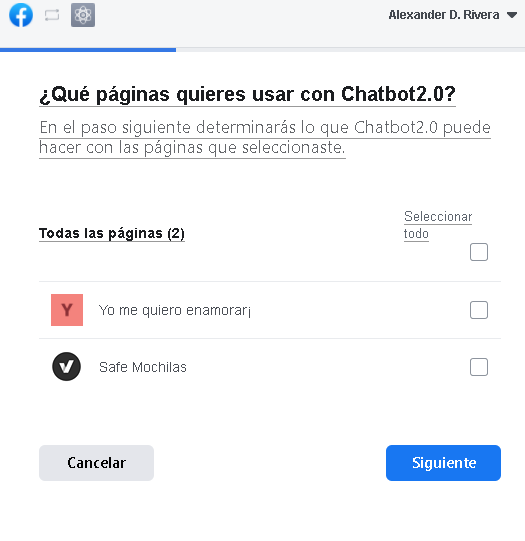 Alexander D. Rivera
¿Qué páginas quieres usar con Chatbot2.0?
En el paso siguiente determinarás lo que Chatbot2.0 puede
hacer con las páginas que seleccionaste.
Todas las páginas (2)
Seleccionar
todo
Y
Yo me quiero enamorar¡
Safe Mochilas
Cancelar
Siguiente